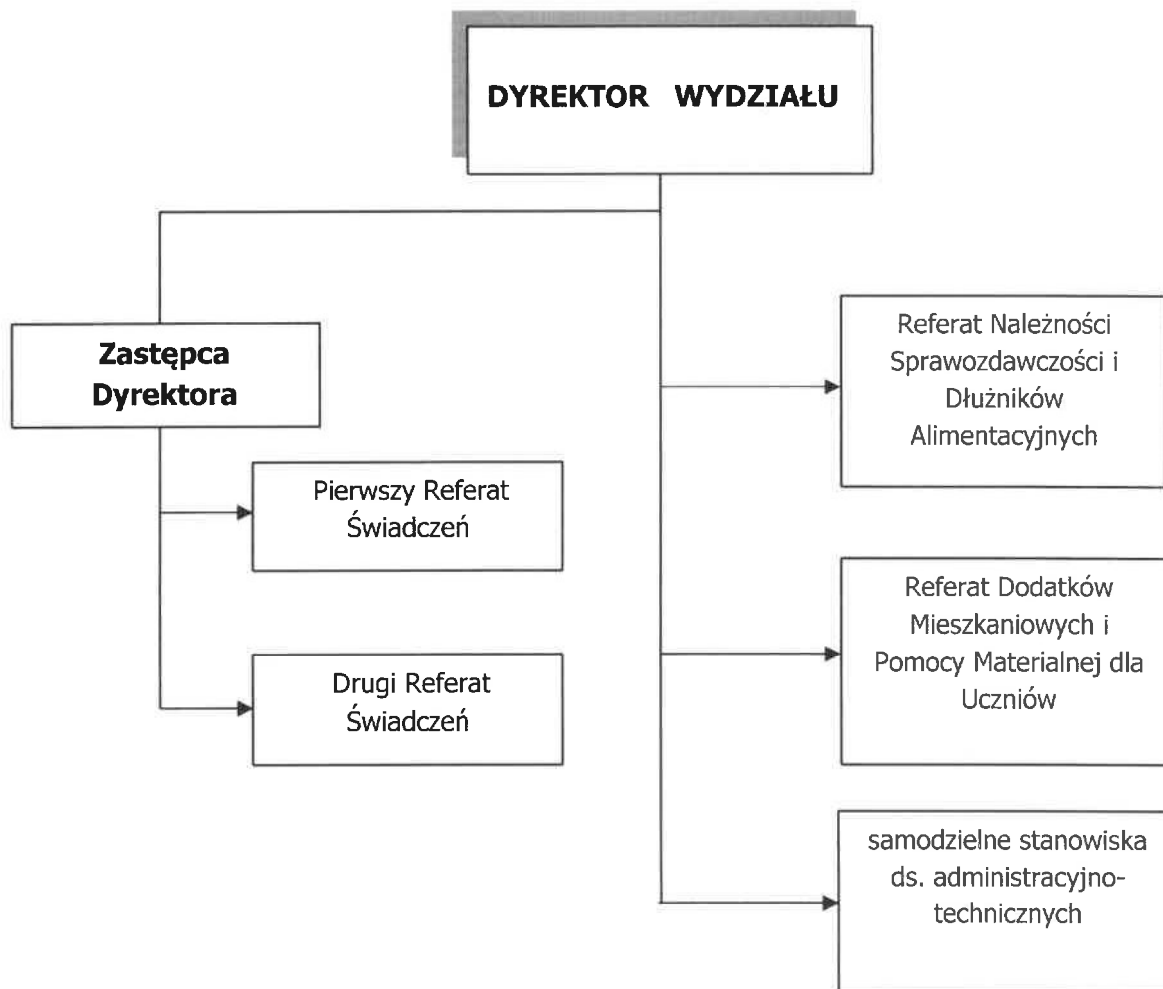 DYREKTOR WYDZIAŁU
Zastępca
Dyrektora
Pierwszy Referat
Świadczeń
Drugi Referat
Świadczeń
Referat Należności
Sprawozdawczości i
Dłużników
Alimentacyjnych
Referat Dodatków
Mieszkaniowych i
Pomocy Materialnej dla
Uczniów
samodzielne stanowiska
ds. administracyjno-
technicznych